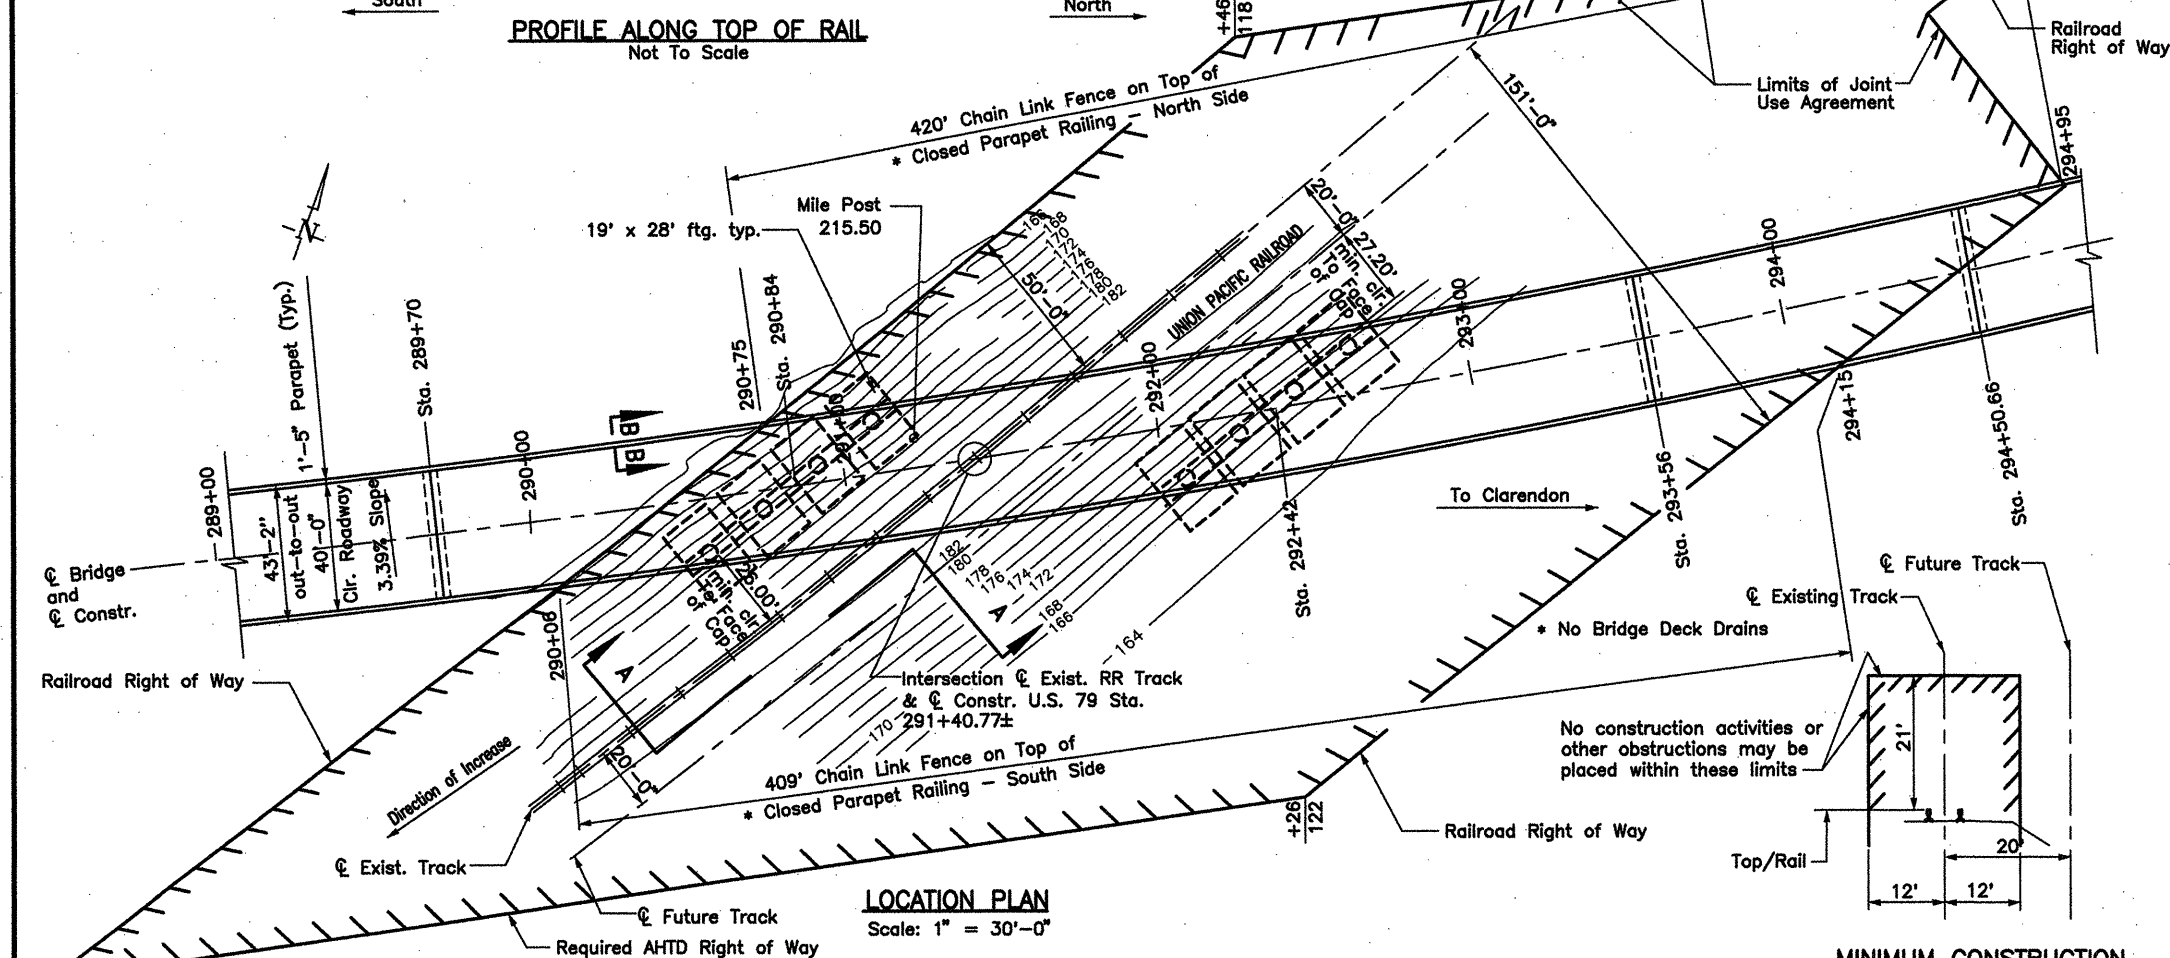 South
PROFILE ALONG TOP OF RAIL
Not To Scale
North
+46
118
Railroad
Right of Way
Limits of Joint
Use Agreement
151'-0"
420' Chain Link Fence on Top of
* Closed Parapet Railing - North Side
294+95
Mile Post
215.50
19' x 28' ftg. typ.
N
166
168
170
172
174
176
178
180
182
50'-0"
20'-0"
27.20'
min. clr.
To Face
of Cap
UNION PACIFIC RAILROAD
1'-5" Parapet (Typ.)
Sta. 289+70
290+75
Sta. 290+84
B
B
289+00
290+00
292+00
293+00
294+00
43'-2"
out-to-out
40'-0"
Clr. Roadway
3.39% Slope
℄ Bridge
and
℄ Constr.
294+15
Sta. 294+50.66
Sta. 293+56
Sta. 292+42
To Clarendon
25.00'
min. clr
To Face
of
Cap
290+06
182
180
178
176
174
172
168
166
164
170
A
A
Railroad Right of Way
Intersection ℄ Exist. RR Track
& ℄ Constr. U.S. 79 Sta.
291+40.77±
℄ Future Track
℄ Existing Track
* No Bridge Deck Drains
No construction activities or
other obstructions may be
placed within these limits
21'
Top/Rail
20'
12'
12'
Direction of Increase
20'-0"
409' Chain Link Fence on Top of
* Closed Parapet Railing - South Side
+26
122
Railroad Right of Way
℄ Exist. Track
℄ Future Track
Required AHTD Right of Way
LOCATION PLAN
Scale: 1" = 30'-0"
MINIMUM CONSTRUCTION